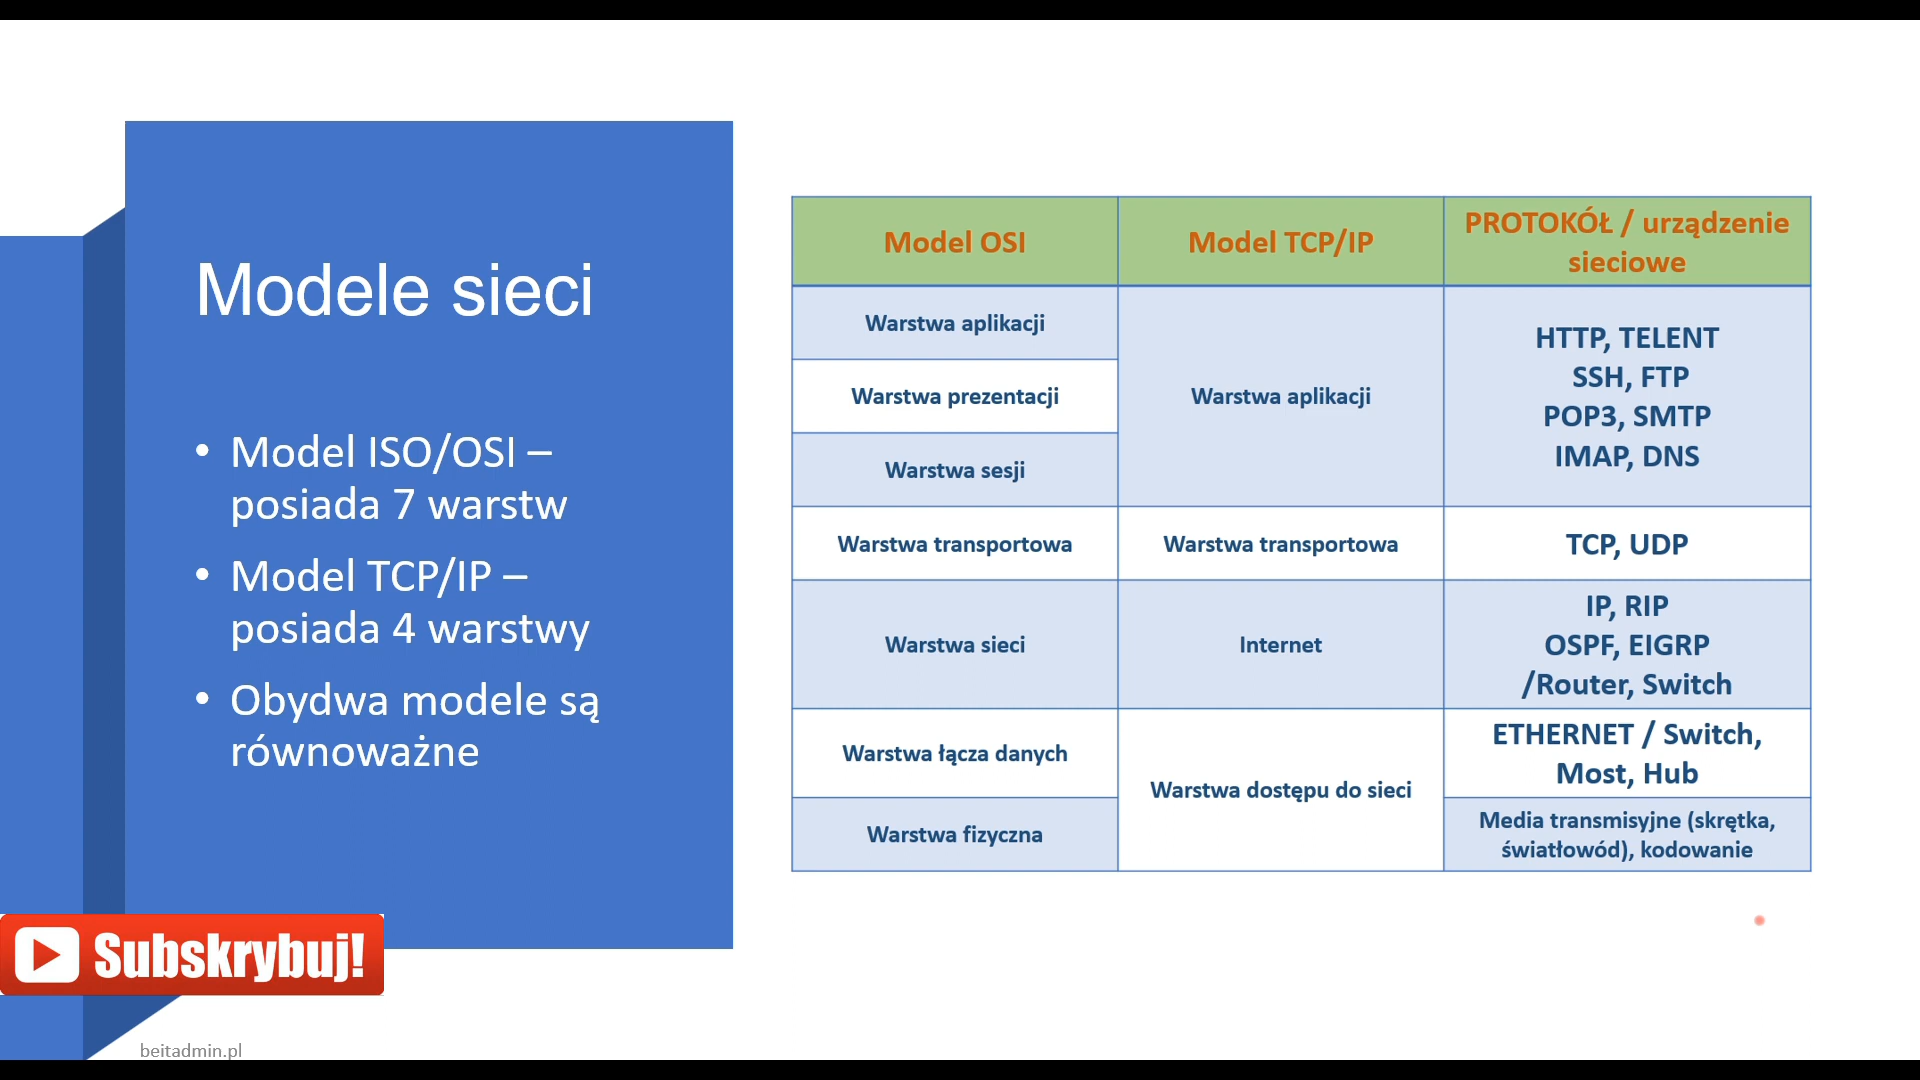 Modele sieci
• Model ISO/OSI –
posiada 7 warstw
• Model TCP/IP –
posiada 4 warstwy
• Obydwa modele są
równoważne
Model OSI
Model TCP/IP
PROTOKÓŁ / urządzenie
sieciowe
Warstwa aplikacji
Warstwa prezentacji
Warstwa sesji
Warstwa aplikacji
HTTP, TELENT
SSH, FTP
POP3, SMTP
IMAP, DNS
Warstwa transportowa
Warstwa transportowa
TCP, UDP
Warstwa sieci
Internet
IP, RIP
OSPF, EIGRP
/Router, Switch
Warstwa łącza danych
Warstwa dostępu do sieci
ETHERNET / Switch,
Most, Hub
Warstwa fizyczna
Media transmisyjne (skrętka,
światłowód), kodowanie
Subskrybuj!
beitadmin.pl